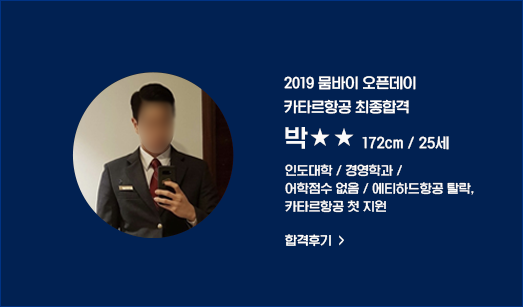 2019 뭄바이 오픈데이
카타르항공 최종합격
박★★ 172cm / 25세
인도대학 / 경영학과 /
어학점수 없음 / 에티하드항공 탈락,
카타르항공 첫 지원
합격후기 >